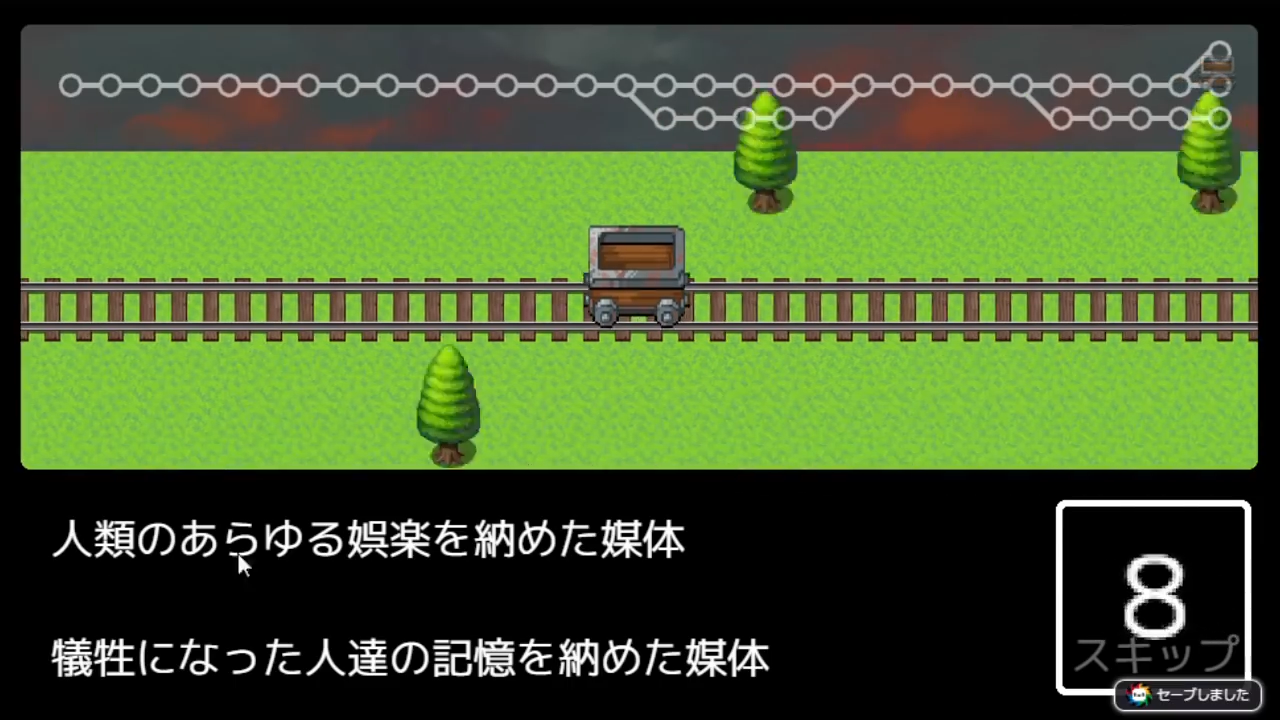 人類のあらゆる娯楽を納めた媒体
犠牲になった人達の記憶を納めた媒体
8
スキップ
セーブしました